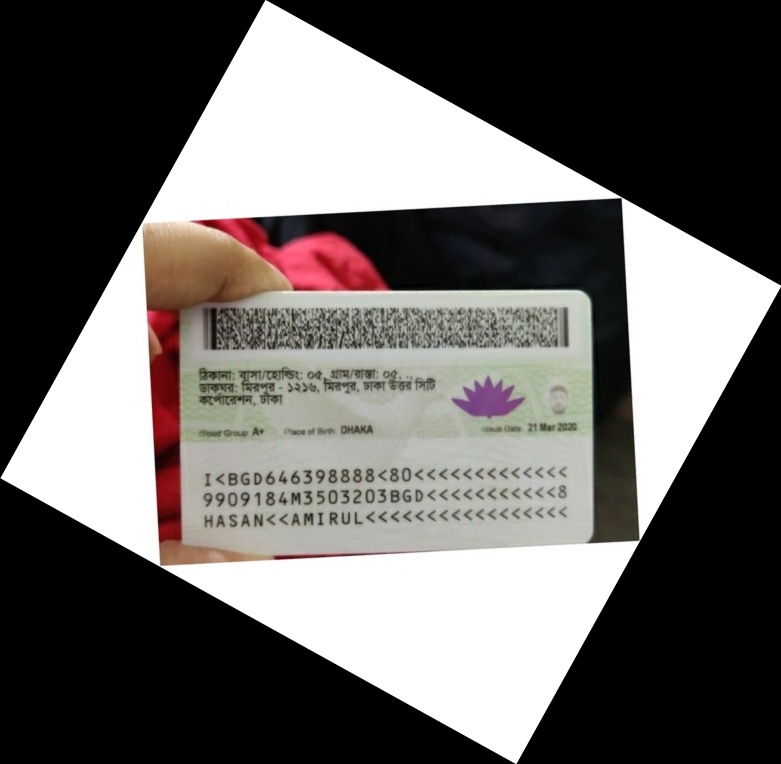 ঠিকানা: বাসা/হোল্ডিং: ০৫, গ্রাম/রাস্তা: ০৫, ..
ডাকঘর: মিরপুর - ১২১৬, মিরপুর, ঢাকা উত্তর সিটি
কর্পোরেশন, ঢাকা
Blood Group: A+ Place of Birth: DHAKA Issue Date: 21 Mar 2020
I<BGD646398888<80<<<<<<<<<<<<<
9909184M3503203BGD<<<<<<<<<<<8
HASAN<<AMIRUL<<<<<<<<<<<<<<<<<